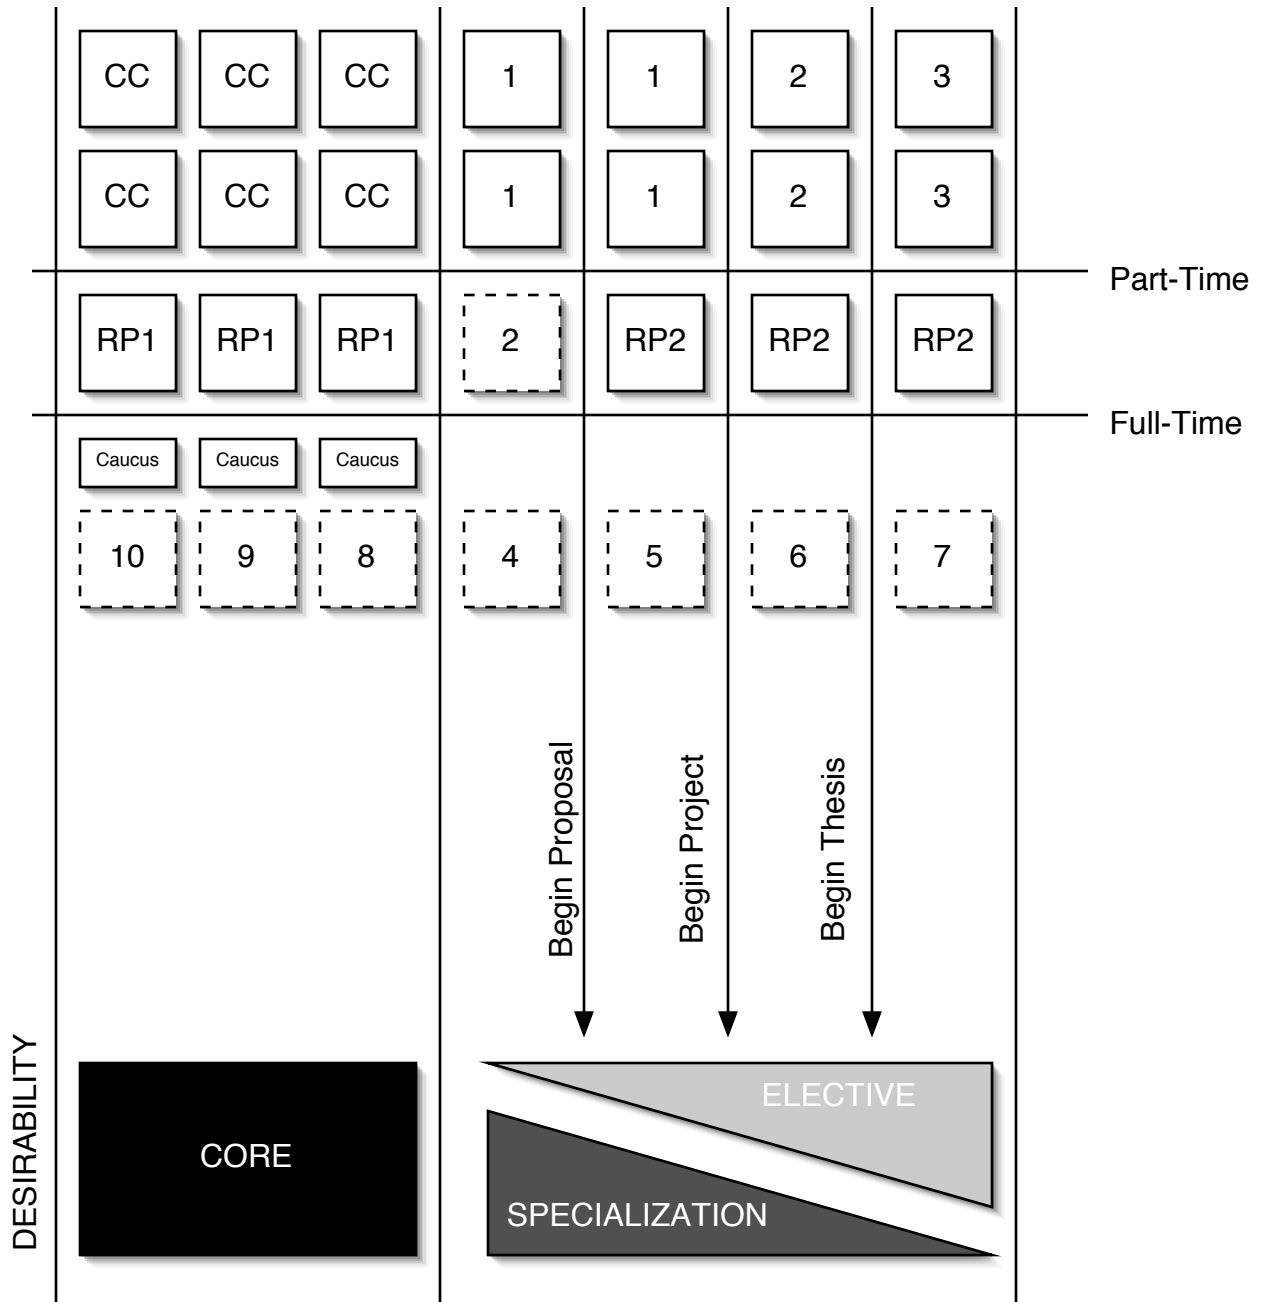 CC CC CC 1 1 2 3
CC CC CC 1 1 2 3
Part-Time
RP1 RP1 RP1 2 RP2 RP2 RP2
Full-Time
Caucus Caucus Caucus
10 9 8 4 5 6 7
Begin Proposal
Begin Project
Begin Thesis
DESIRABILITY
CORE
ELECTIVE
SPECIALIZATION